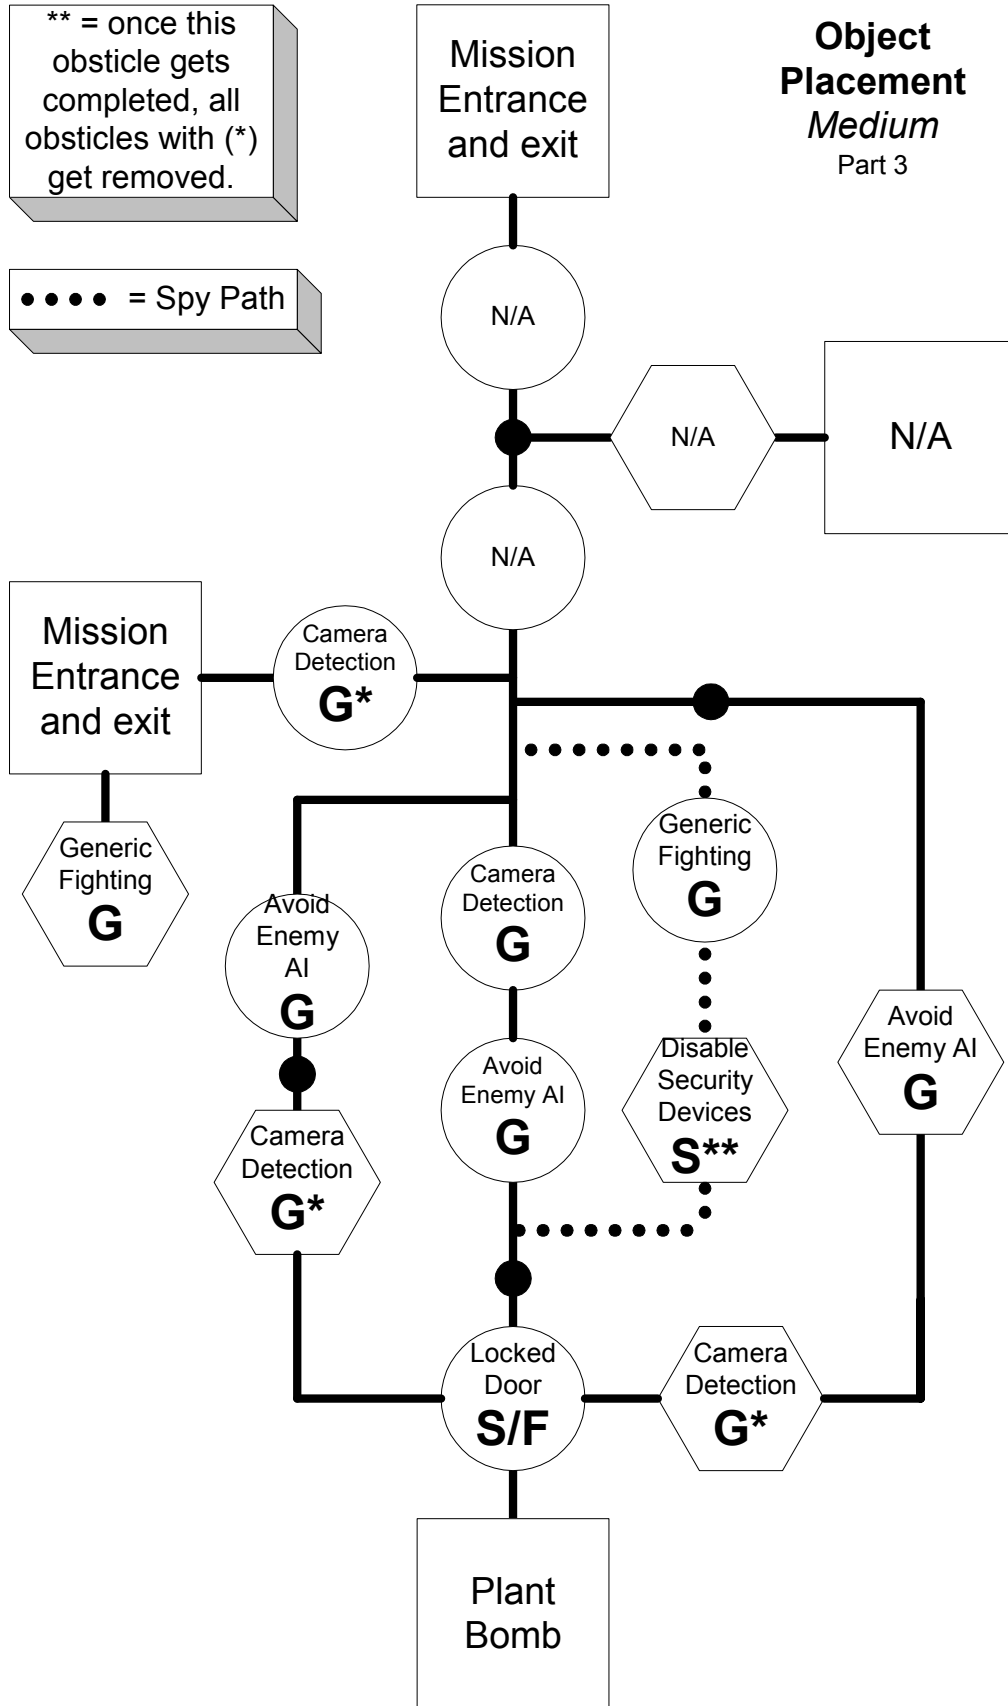 ** = once this
obsticle gets
completed, all
obsticles with (*)
get removed.
Mission
Entrance
and exit
Object
Placement
Medium
Part 3
= Spy Path
N/A
N/A
N/A
N/A
Mission
Entrance
and exit
Camera
Detection
G*
Generic
Fighting
G
Avoid
Enemy
AI
G
Camera
Detection
G
Generic
Fighting
G
Avoid
Enemy AI
G
Avoid
Enemy AI
G
Disable
Security
Devices
S**
Camera
Detection
G*
Locked
Door
S/F
Camera
Detection
G*
Plant
Bomb